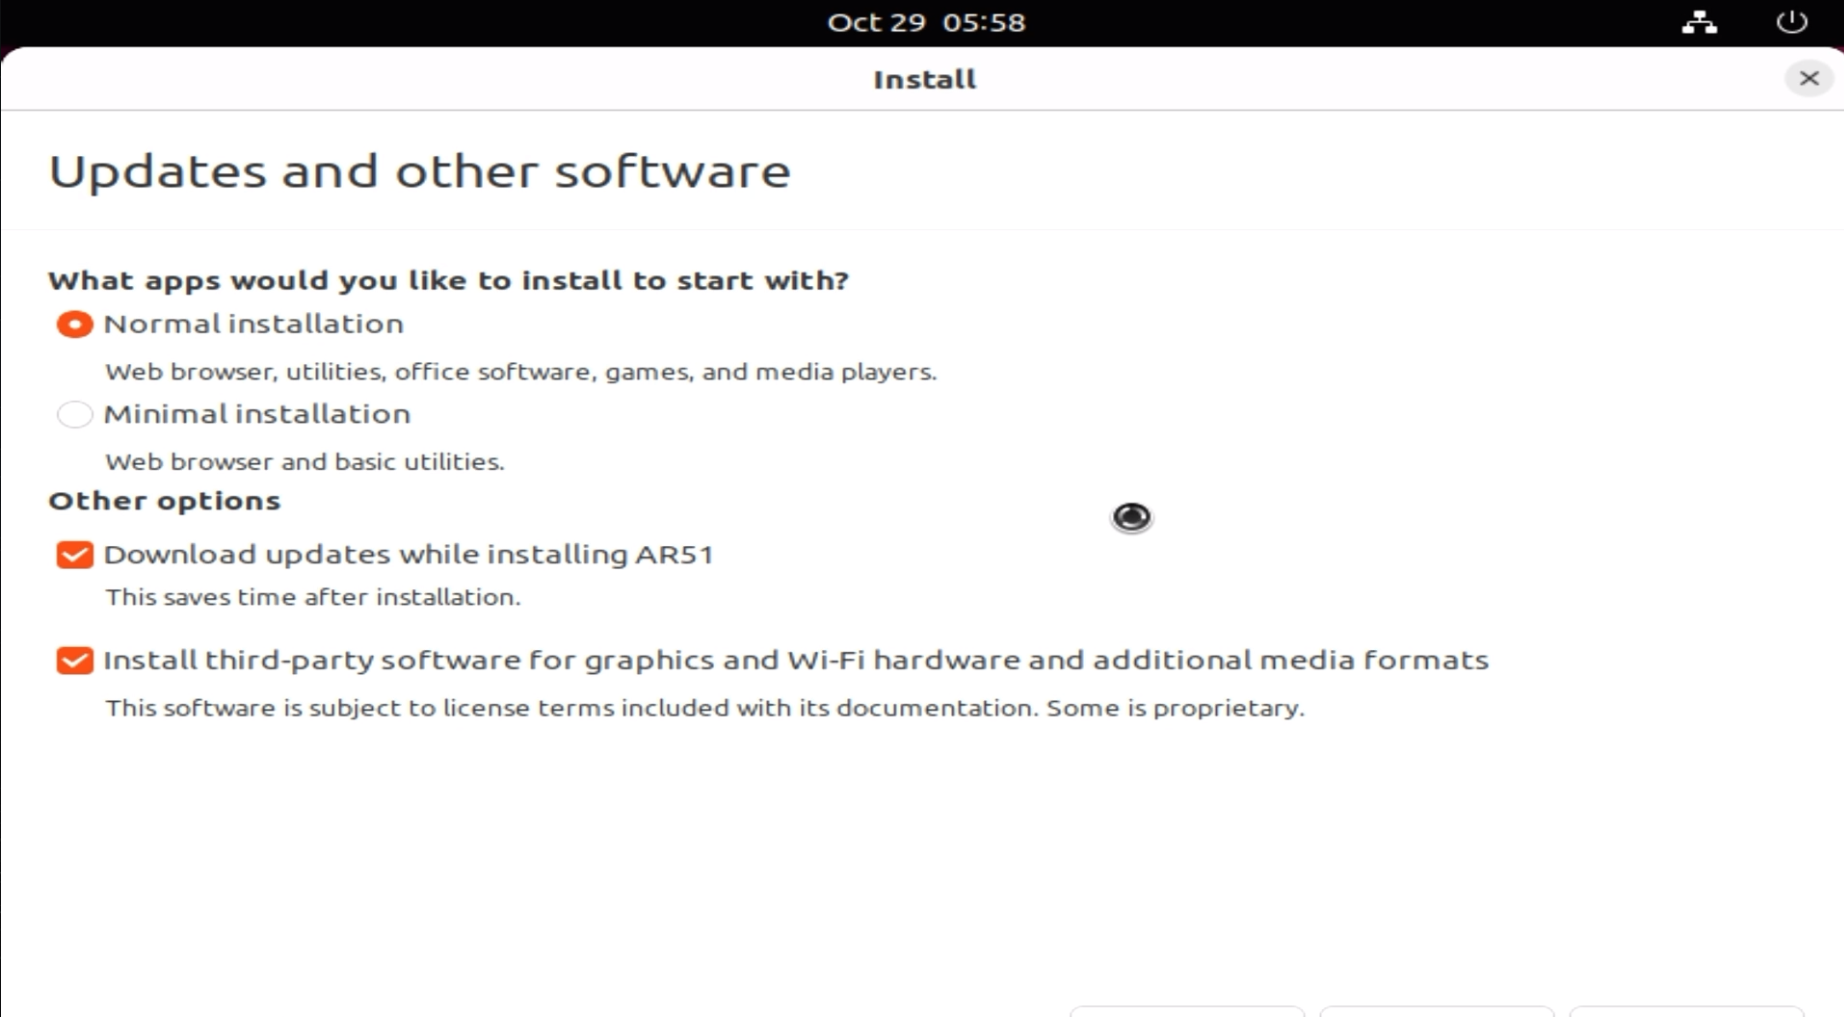 Oct 29 05:58
Install
Updates and other software
What apps would you like to install to start with?
Normal installation
Web browser, utilities, office software, games, and media players.
Minimal installation
Web browser and basic utilities.
Other options
Download updates while installing AR51
This saves time after installation.
Install third-party software for graphics and Wi-Fi hardware and additional media formats
This software is subject to license terms included with its documentation. Some is proprietary.